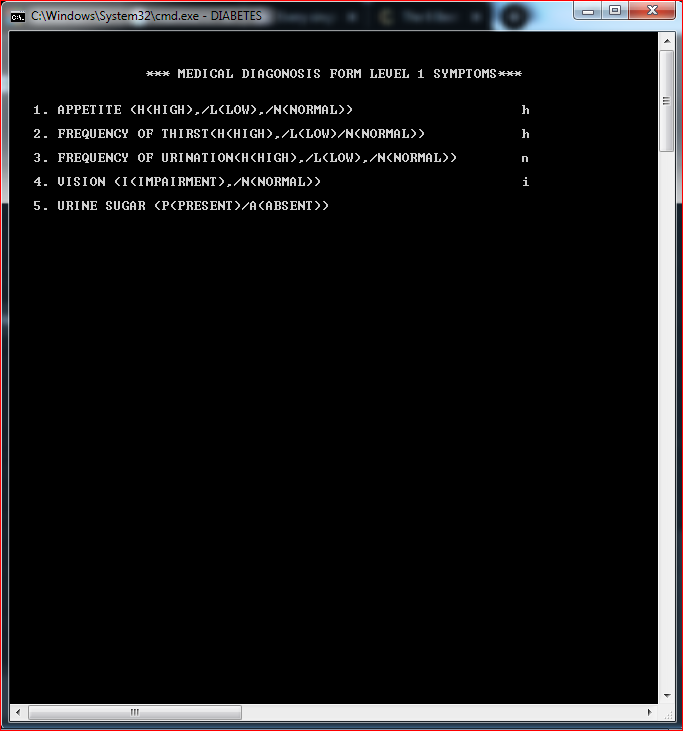 C:\Windows\System32\cmd.exe - DIABETES
*** MEDICAL DIAGONOSIS FORM LEVEL 1 SYMPTOMS***
1. APPETITE (H(HIGH),/L(LOW),/N(NORMAL)) h
2. FREQUENCY OF THIRST(H(HIGH),/L(LOW)/N(NORMAL)) h
3. FREQUENCY OF URINATION(H(HIGH),/L(LOW),/N(NORMAL)) n
4. VISION (I(IMPAIRMENT),/N(NORMAL)) i
5. URINE SUGAR (P(PRESENT)/A(ABSENT))